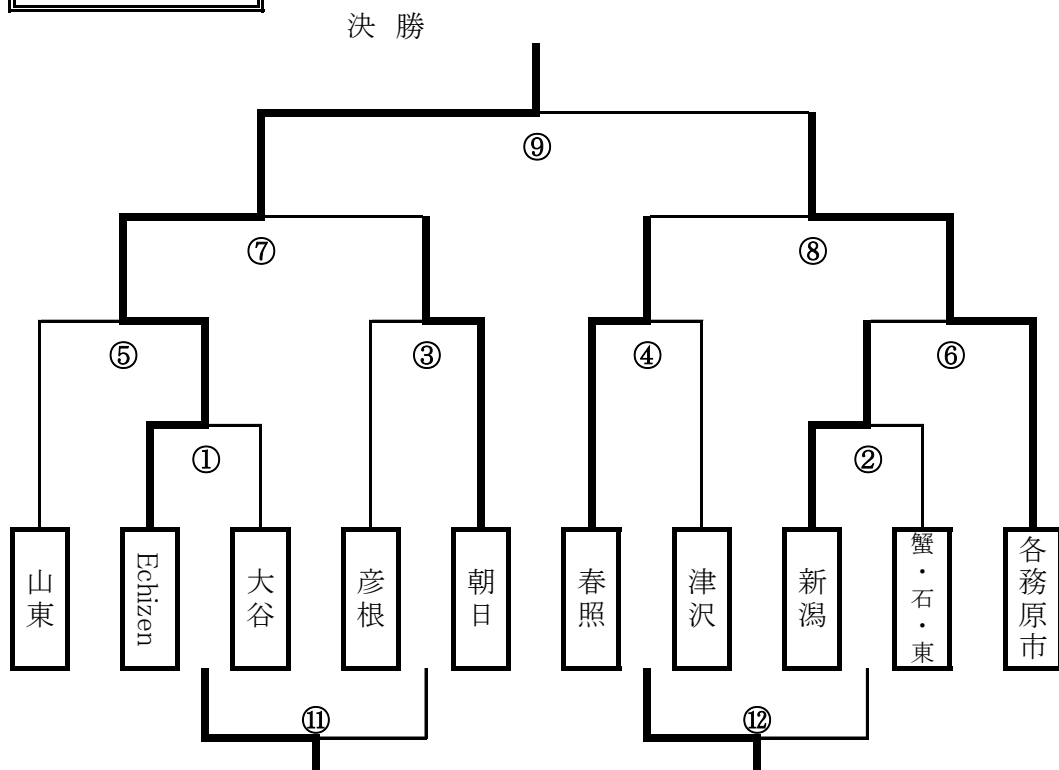 決 勝
⑨
⑦
⑧
⑤
③
④
⑥
①
②
山東
Echizen
大谷
彦根
朝日
春照
津沢
新潟
蟹・石・東
各務原市
⑪
⑫